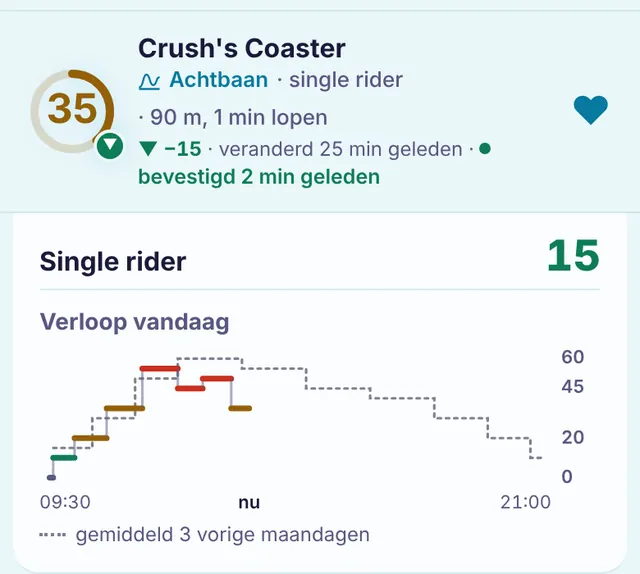 Crush's Coaster
35
Achtbaan · single rider
· 90 m, 1 min lopen
▼ −15 · veranderd 25 min geleden · ●
bevestigd 2 min geleden
Single rider
15
Verloop vandaag
60
45
20
0
09:30
nu
21:00
gemiddeld 3 vorige maandagen